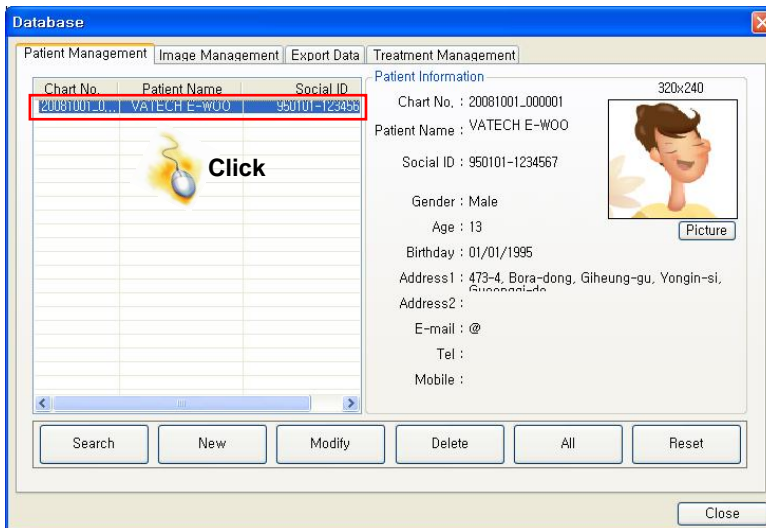 Database
Patient Management Image Management Export Data Treatment Management
Chart No. Patient Name Social ID
20081001_0... VATECH E-WOO 950101-123456
Click
Patient Information
320x240
Chart No. : 20081001_000001
Patient Name : VATECH E-WOO
Social ID : 950101-1234567
Gender : Male
Age : 13
Picture
Birthday : 01/01/1995
Address1 : 473-4, Bora-dong, Giheung-gu, Yongin-si,
Gyeonggi-do
Address2 :
E-mail : @
Tel :
Mobile :
Search New Modify Delete All Reset
Close